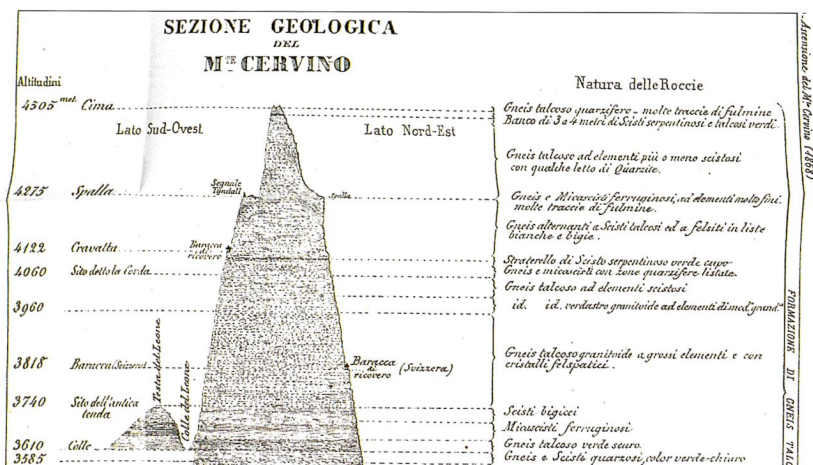 SEZIONE GEOLOGICA
DEL
MTE CERVINO
Altitudini
Natura delle Roccie
4505 met. Cima
Lato Sud-Ovest
Lato Nord-Est
Gneis talcoso quarzifero – molte traccie di fulmine
Banco di 3 a 4 metri di Scisti serpentinosi e talcosi verdi.
Gneis talcoso ad elementi più o meno scistosi
con qualche letto di Quarzite.
4275 Spalla
Segnale
Tyndall
Spalla
Gneis e Micascisti ferruginosi, ad elementi molto fini.
molte traccie di fulmine.
Gneis alternanti a Scisti talcosi ed a felsiti in liste
bianche e bigie.
4122 Cravatta
Baracca
di
ricovero
Straterello di Scisto serpentinoso verde cupo
4060 Sito detto la Corda
Gneis e micascisti con zone quarzifere listate.
Gneis talcoso ad elementi scistosi
3960
id. id. verdastro granitoide ad elementi di med. grand.a
3818 Baracca (Svizzera)
Baracca
di
ricovero
(Svizzera)
Gneis talcoso granitoide a grossi elementi e con
cristalli felspatici.
3740 Sito dell'antica
tenda
Testa del Leone
Colle del Leone
Scisti bigicci
Micascisti ferruginosi
3610 Colle
Gneis talcoso verde scuro.
3585
Gneis e Scisti quarzosi, color verde-chiaro
Ascensione del Mte Cervino (1868)
FORMAZIONE DI GNEIS